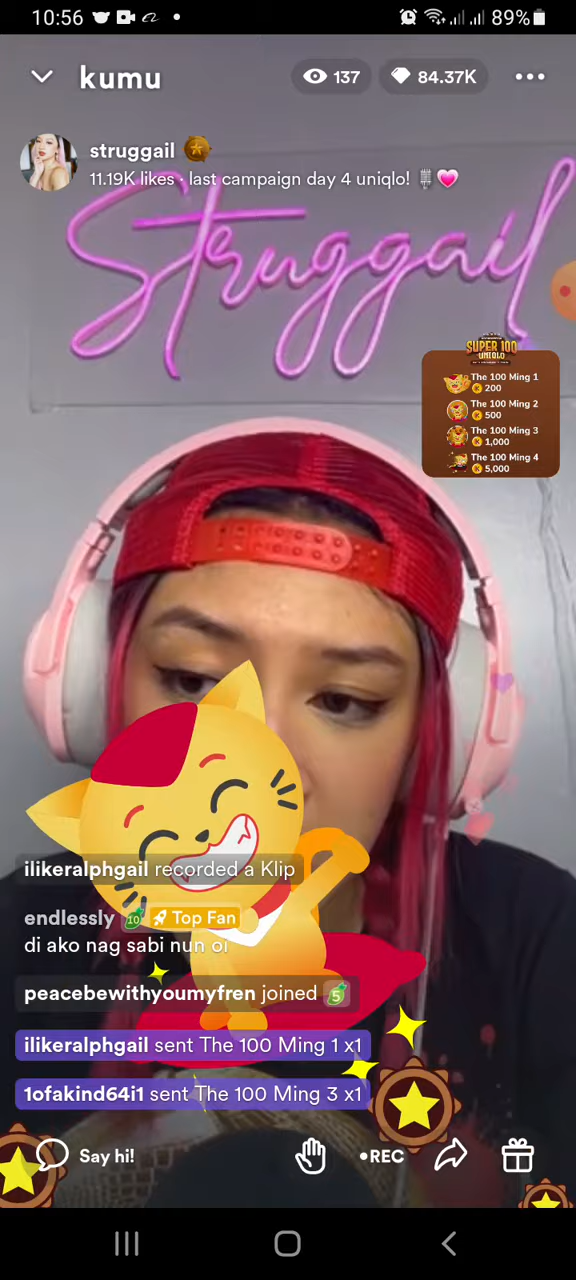 10:56
89%
kumu
137
84.37K
struggail
11.19K likes · last campaign day 4 uniqlo! 🎙️💗
Struggail
SUPER 100
UNIQLO
The 100 Ming 1
200
The 100 Ming 2
500
The 100 Ming 3
1,000
The 100 Ming 4
5,000
ilikeralphgail recorded a Klip
endlessly 10 Top Fan
di ako nag sabi nun oi
peacebewithyoumyfren joined 5
ilikeralphgail sent The 100 Ming 1 x1
1ofakind64i1 sent The 100 Ming 3 x1
Say hi!
•REC